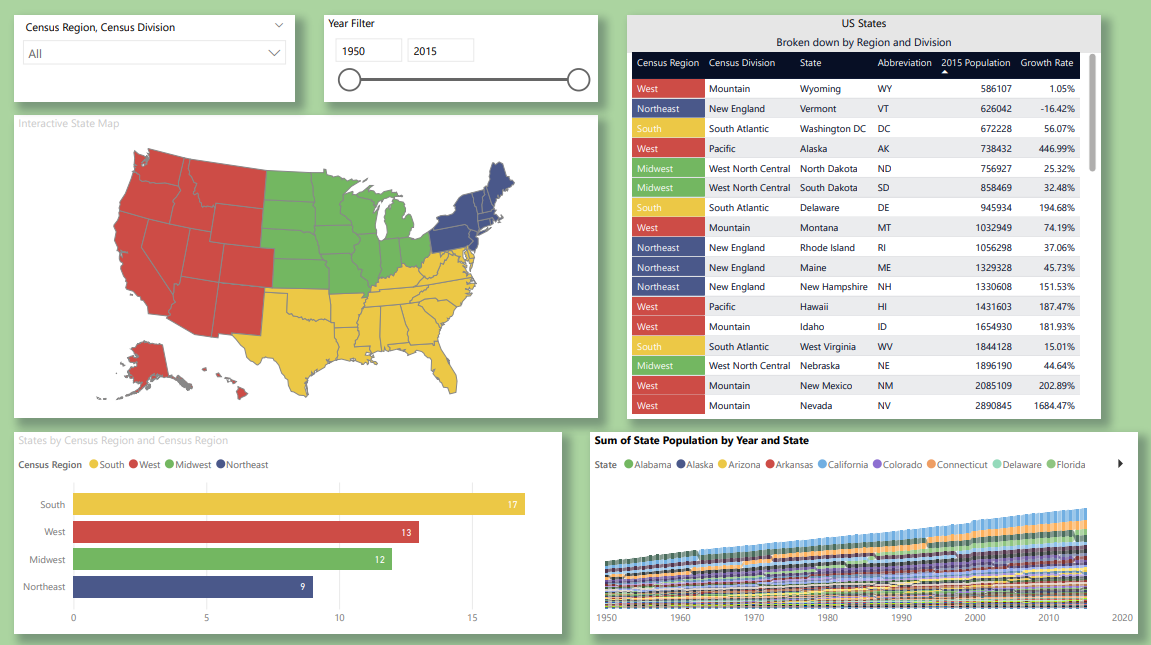 Census Region, Census Division
All
Year Filter
1950 2015
Interactive State Map
US States
Broken down by Region and Division
Census Region Census Division State Abbreviation 2015 Population Growth Rate
West Mountain Wyoming WY 586107 1.05%
Northeast New England Vermont VT 626042 -16.42%
South South Atlantic Washington DC DC 672228 56.07%
West Pacific Alaska AK 738432 446.99%
Midwest West North Central North Dakota ND 756927 25.32%
Midwest West North Central South Dakota SD 858469 32.48%
South South Atlantic Delaware DE 945934 194.68%
West Mountain Montana MT 1032949 74.19%
Northeast New England Rhode Island RI 1056298 37.06%
Northeast New England Maine ME 1329328 45.73%
Northeast New England New Hampshire NH 1330608 151.53%
West Pacific Hawaii HI 1431603 187.47%
West Mountain Idaho ID 1654930 181.93%
South South Atlantic West Virginia WV 1844128 15.01%
Midwest West North Central Nebraska NE 1896190 44.64%
West Mountain New Mexico NM 2085109 202.89%
West Mountain Nevada NV 2890845 1684.47%
States by Census Region and Census Region
Census Region South West Midwest Northeast
South 17
West 13
Midwest 12
Northeast 9
0 5 10 15
Sum of State Population by Year and State
State Alabama Alaska Arizona Arkansas California Colorado Connecticut Delaware Florida
1950 1960 1970 1980 1990 2000 2010 2020